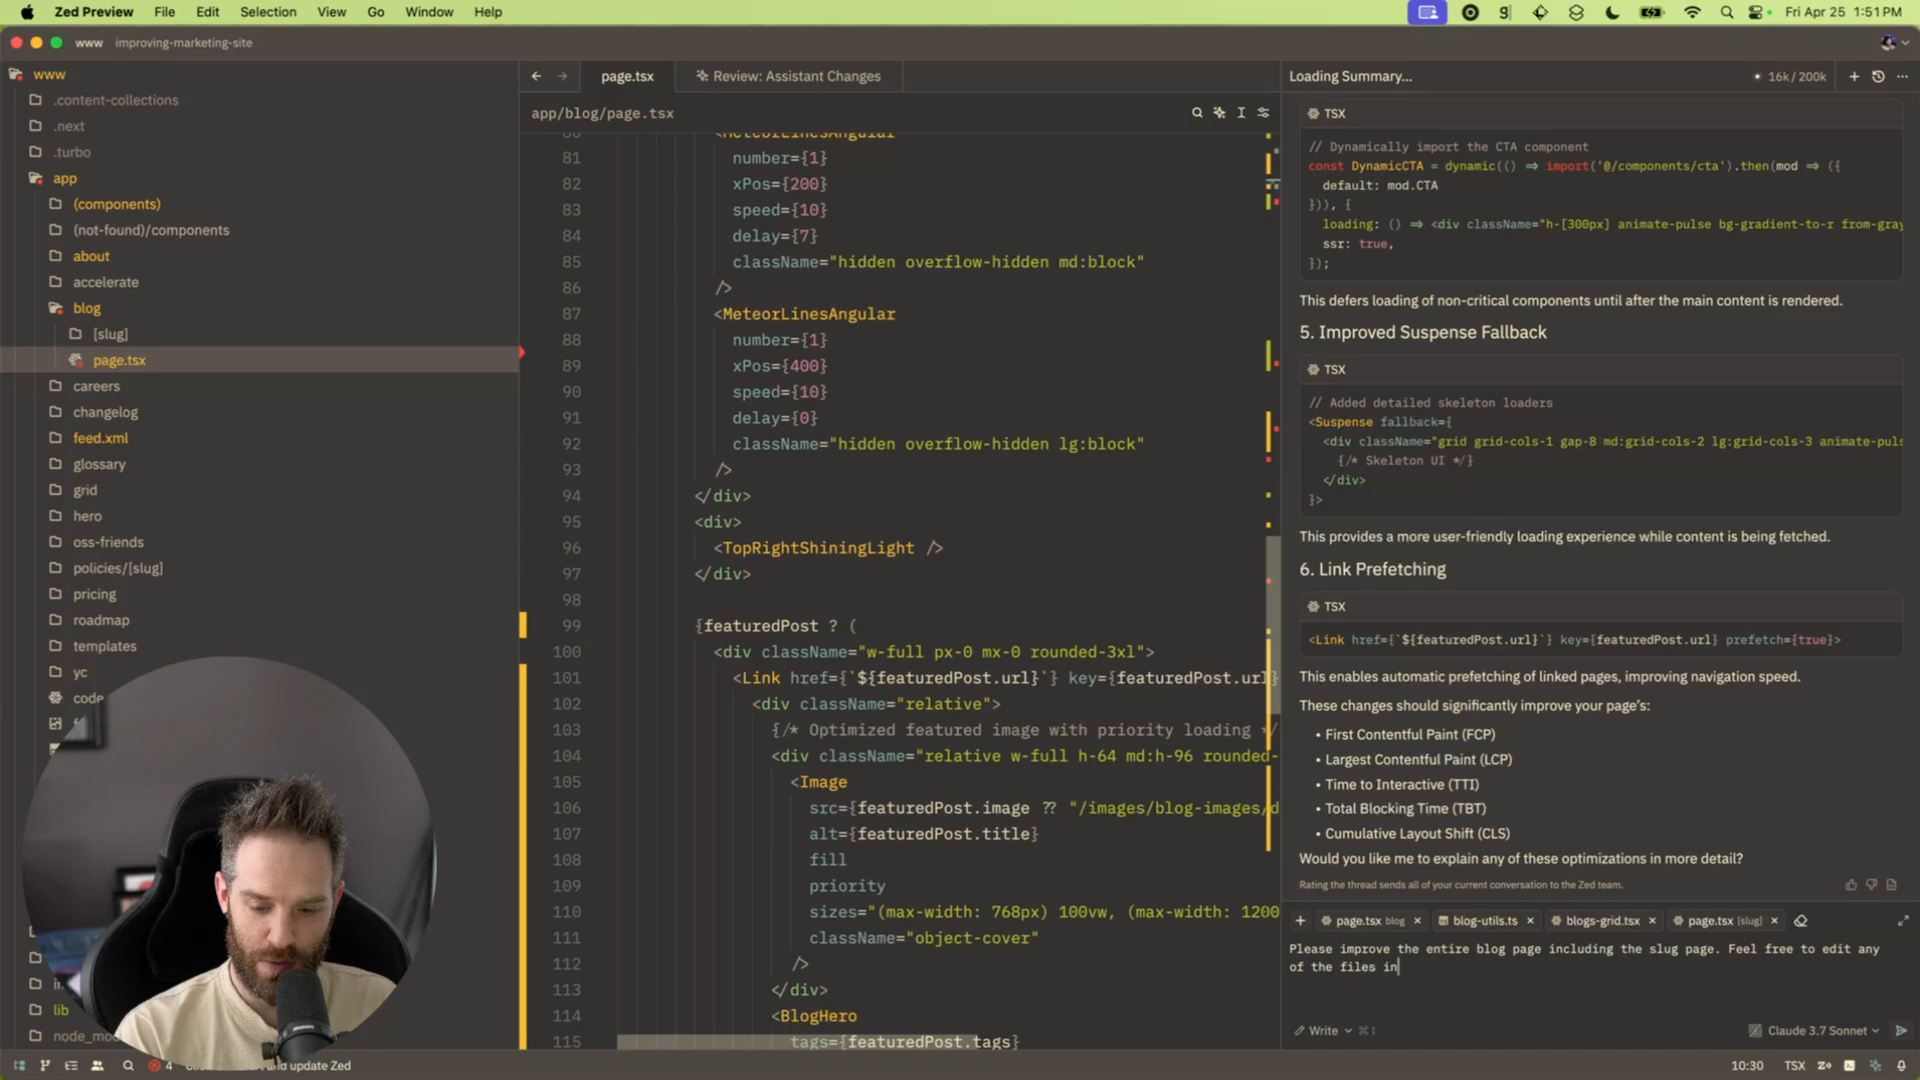 Zed Preview File Edit Selection View Go Window Help
Fri Apr 25 1:51 PM
www improving-marketing-site
www
.content-collections
.next
.turbo
app
(components)
(not-found)/components
about
accelerate
blog
[slug]
page.tsx
careers
changelog
feed.xml
glossary
grid
hero
oss-friends
policies/[slug]
pricing
roadmap
templates
yc
code
lib
4
and update Zed
page.tsx Review: Assistant Changes
app/blog/page.tsx
<MeteorLinesAngular
81 number={1}
82 xPos={200}
83 speed={10}
84 delay={7}
85 className="hidden overflow-hidden md:block"
86 />
87 <MeteorLinesAngular
88 number={1}
89 xPos={400}
90 speed={10}
91 delay={0}
92 className="hidden overflow-hidden lg:block"
93 />
94 </div>
95 <div>
96 <TopRightShiningLight />
97 </div>
98
99 {featuredPost ? (
100 <div className="w-full px-0 mx-0 rounded-3xl">
101 <Link href={`${featuredPost.url}`} key={featuredPost.url}
102 <div className="relative">
103 {/* Optimized featured image with priority loading */
104 <div className="relative w-full h-64 md:h-96 rounded-
105 <Image
106 src={featuredPost.image ?? "/images/blog-images/d
107 alt={featuredPost.title}
108 fill
109 priority
110 sizes="(max-width: 768px) 100vw, (max-width: 1200
111 className="object-cover"
112 />
113 </div>
114 <BlogHero
115 tags={featuredPost.tags}
Loading Summary... 16k / 200k
TSX
// Dynamically import the CTA component
const DynamicCTA = dynamic(() => import('@/components/cta').then(mod => ({
default: mod.CTA
})), {
loading: () => <div className="h-[300px] animate-pulse bg-gradient-to-r from-gray
ssr: true,
});
This defers loading of non-critical components until after the main content is rendered.
5. Improved Suspense Fallback
TSX
// Added detailed skeleton loaders
<Suspense fallback={
<div className="grid grid-cols-1 gap-8 md:grid-cols-2 lg:grid-cols-3 animate-puls
{/* Skeleton UI */}
</div>
}>
This provides a more user-friendly loading experience while content is being fetched.
6. Link Prefetching
TSX
<Link href={`${featuredPost.url}`} key={featuredPost.url} prefetch={true}>
This enables automatic prefetching of linked pages, improving navigation speed.
These changes should significantly improve your page's:
• First Contentful Paint (FCP)
• Largest Contentful Paint (LCP)
• Time to Interactive (TTI)
• Total Blocking Time (TBT)
• Cumulative Layout Shift (CLS)
Would you like me to explain any of these optimizations in more detail?
Rating the thread sends all of your current conversation to the Zed team.
page.tsx blog blog-utils.ts blogs-grid.tsx page.tsx [slug]
Please improve the entire blog page including the slug page. Feel free to edit any
of the files in
Write ⌘I Claude 3.7 Sonnet
10:30 TSX